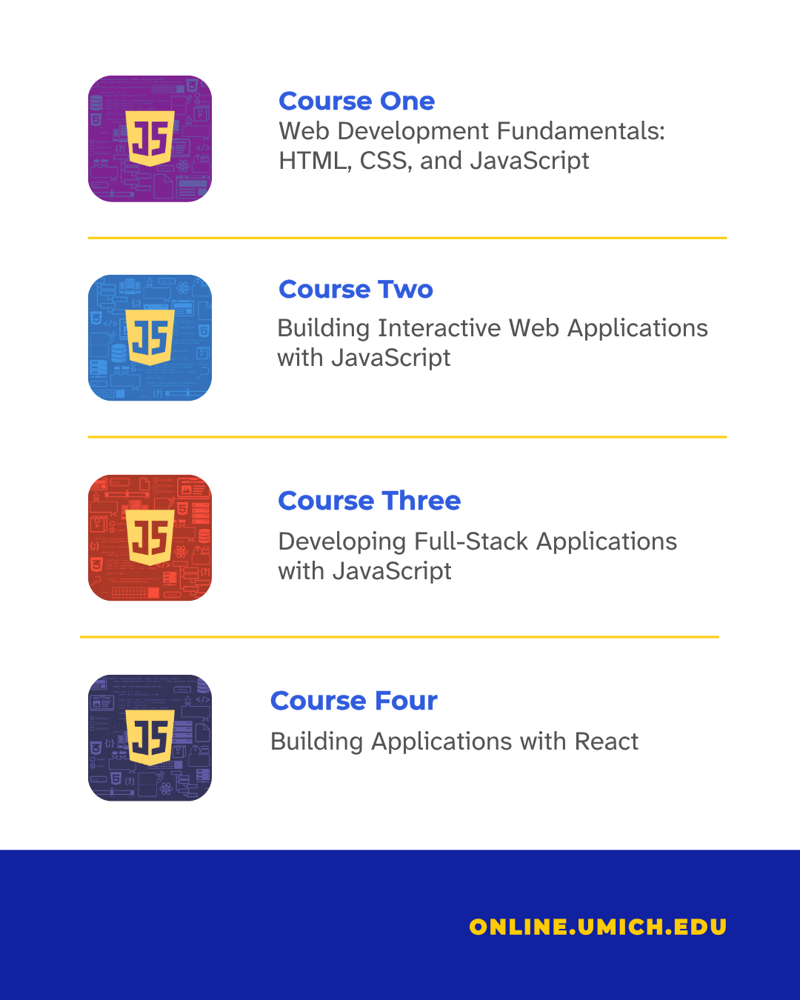 JS
Course One
Web Development Fundamentals:
HTML, CSS, and JavaScript
JS
Course Two
Building Interactive Web Applications
with JavaScript
JS
Course Three
Developing Full-Stack Applications
with JavaScript
JS
Course Four
Building Applications with React
ONLINE.UMICH.EDU